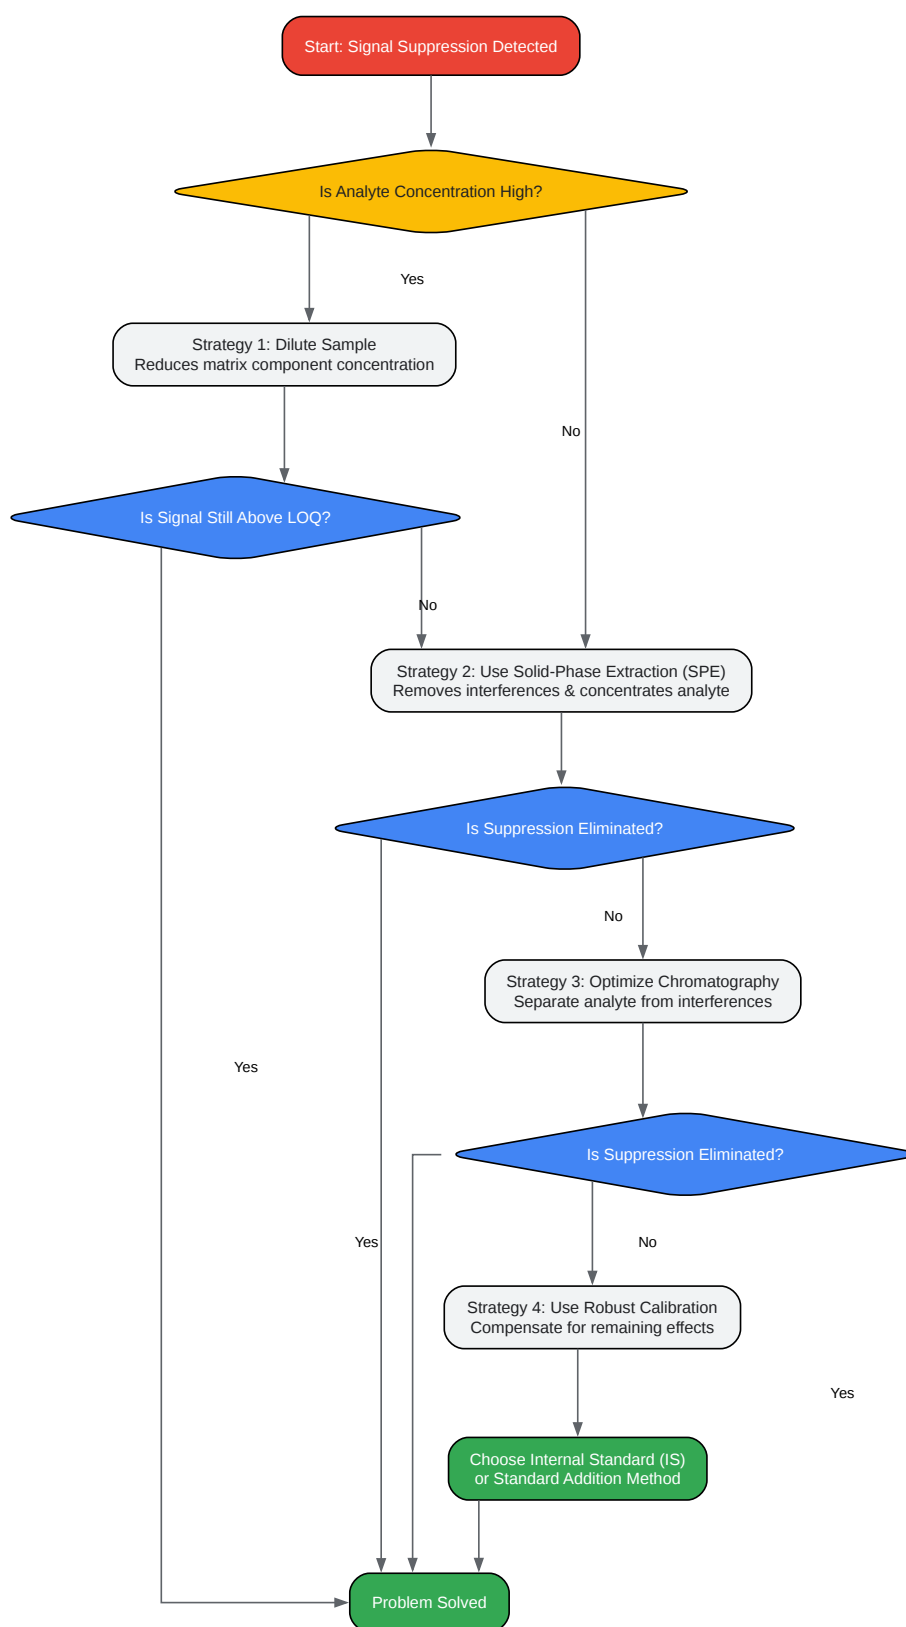 Start: Signal Suppression Detected
Is Analyte Concentration High?
Yes
Strategy 1: Dilute Sample
Reduces matrix component concentration
No
Is Signal Still Above LOQ?
No
Strategy 2: Use Solid-Phase Extraction (SPE)
Removes interferences & concentrates analyte
Is Suppression Eliminated?
No
Strategy 3: Optimize Chromatography
Separate analyte from interferences
Yes
Is Suppression Eliminated?
Yes
No
Strategy 4: Use Robust Calibration
Compensate for remaining effects
Yes
Choose Internal Standard (IS)
or Standard Addition Method
Problem Solved